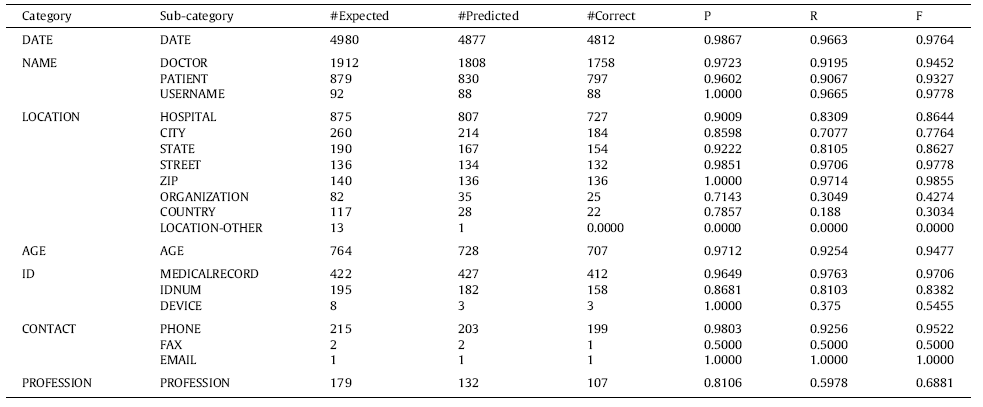 Category Sub-category #Expected #Predicted #Correct P R F
DATE DATE 4980 4877 4812 0.9867 0.9663 0.9764
NAME DOCTOR 1912 1808 1758 0.9723 0.9195 0.9452
PATIENT 879 830 797 0.9602 0.9067 0.9327
USERNAME 92 88 88 1.0000 0.9665 0.9778
LOCATION HOSPITAL 875 807 727 0.9009 0.8309 0.8644
CITY 260 214 184 0.8598 0.7077 0.7764
STATE 190 167 154 0.9222 0.8105 0.8627
STREET 136 134 132 0.9851 0.9706 0.9778
ZIP 140 136 136 1.0000 0.9714 0.9855
ORGANIZATION 82 35 25 0.7143 0.3049 0.4274
COUNTRY 117 28 22 0.7857 0.188 0.3034
LOCATION-OTHER 13 1 0.0000 0.0000 0.0000 0.0000
AGE AGE 764 728 707 0.9712 0.9254 0.9477
ID MEDICALRECORD 422 427 412 0.9649 0.9763 0.9706
IDNUM 195 182 158 0.8681 0.8103 0.8382
DEVICE 8 3 3 1.0000 0.375 0.5455
CONTACT PHONE 215 203 199 0.9803 0.9256 0.9522
FAX 2 2 1 0.5000 0.5000 0.5000
EMAIL 1 1 1 1.0000 1.0000 1.0000
PROFESSION PROFESSION 179 132 107 0.8106 0.5978 0.6881